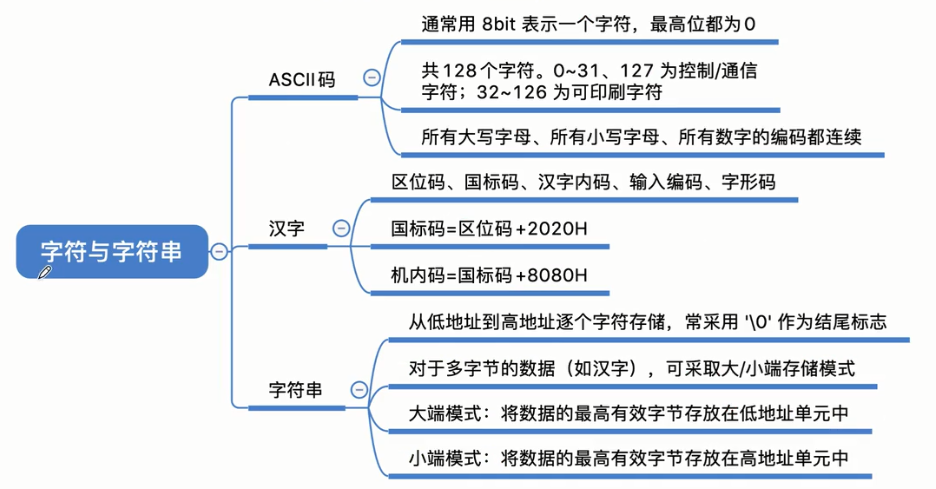 字符与字符串
ASCII码
通常用 8bit 表示一个字符，最高位都为0
共128个字符。0~31、127 为控制/通信
字符；32~126 为可印刷字符
所有大写字母、所有小写字母、所有数字的编码都连续
汉字
区位码、国标码、汉字内码、输入编码、字形码
国标码=区位码+2020H
机内码=国标码+8080H
字符串
从低地址到高地址逐个字符存储，常采用 '\0' 作为结尾标志
对于多字节的数据（如汉字），可采取大/小端存储模式
大端模式：将数据的最高有效字节存放在低地址单元中
小端模式：将数据的最高有效字节存放在高地址单元中